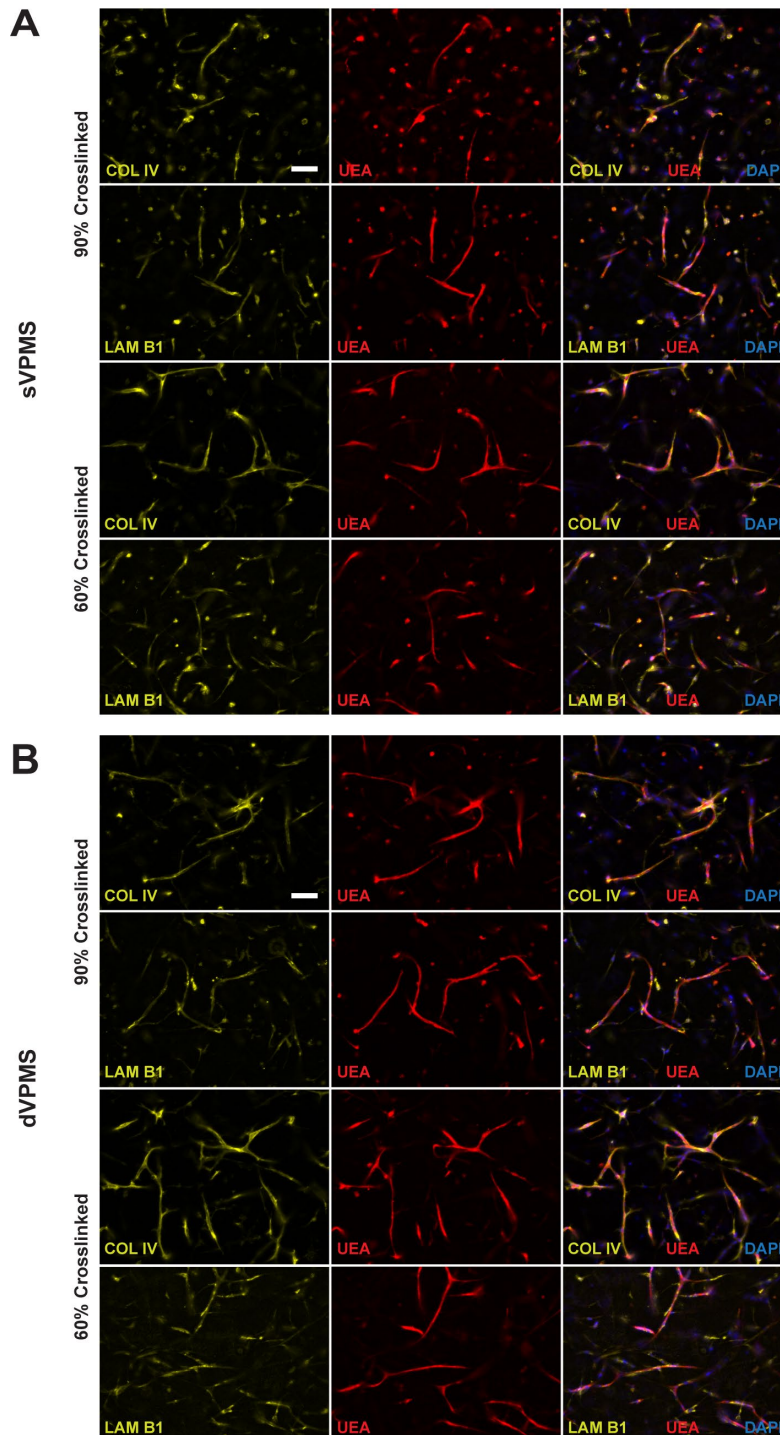 A
sVPMS
90% Crosslinked
COL IV
UEA
COL IV UEA DAPI
LAM B1
UEA
LAM B1 UEA DAPI
60% Crosslinked
COL IV
UEA
COL IV UEA DAPI
LAM B1
UEA
LAM B1 UEA DAPI
B
dVPMS
90% Crosslinked
COL IV
UEA
COL IV UEA DAPI
LAM B1
UEA
LAM B1 UEA DAPI
60% Crosslinked
COL IV
UEA
COL IV UEA DAPI
LAM B1
UEA
LAM B1 UEA DAPI